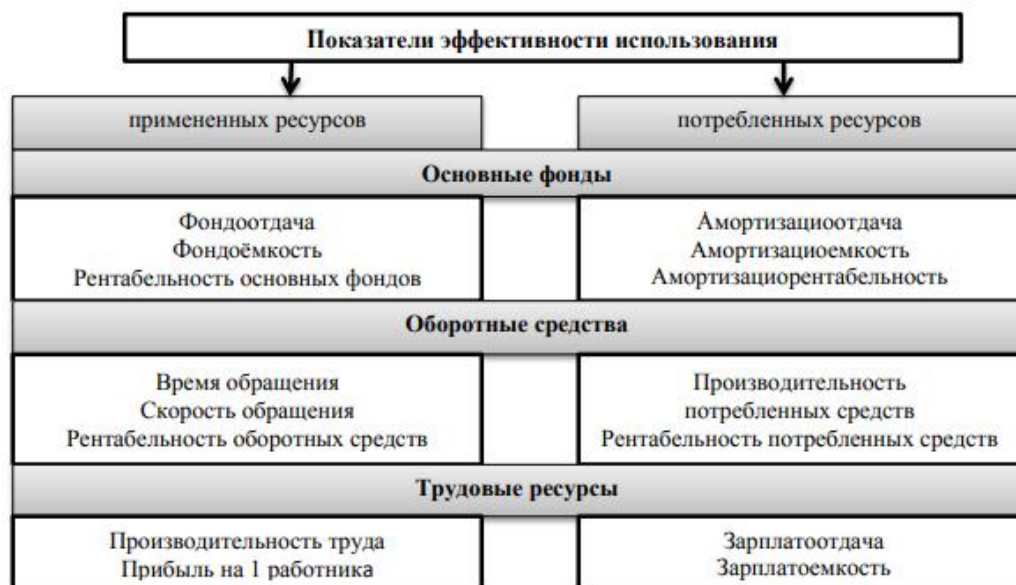 Показатели эффективности использования
примененных ресурсов
потребленных ресурсов
Основные фонды
Фондоотдача
Фондоёмкость
Рентабельность основных фондов
Амортизациоотдача
Амортизациоемкость
Амортизациорентабельность
Оборотные средства
Время обращения
Скорость обращения
Рентабельность оборотных средств
Производительность
потребленных средств
Рентабельность потребленных средств
Трудовые ресурсы
Производительность труда
Прибыль на 1 работника
Зарплатоотдача
Зарплатоемкость